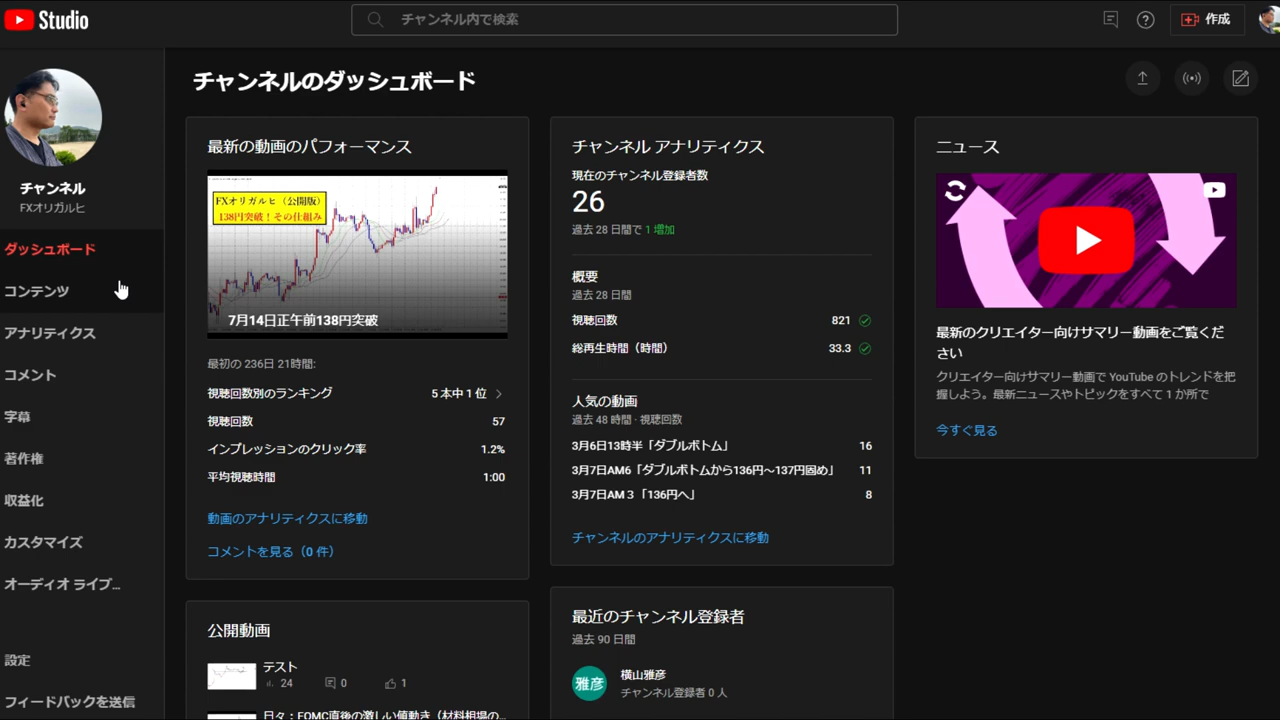 Studio
チャンネル内で検索
作成
チャンネル
FXオリガルヒ
ダッシュボード
コンテンツ
アナリティクス
コメント
字幕
著作権
収益化
カスタマイズ
オーディオ ライブ...
設定
フィードバックを送信
チャンネルのダッシュボード
最新の動画のパフォーマンス
FXオリガルヒ（公開版）
138円突破！その仕組み
7月14日正午前138円突破
最初の 236日 21時間:
視聴回数別のランキング 5 本中 1 位
視聴回数 57
インプレッションのクリック率 1.2%
平均視聴時間 1:00
動画のアナリティクスに移動
コメントを見る（0 件）
公開動画
テスト
24 0 1
日々：FOMC直後の激しい値動き（材料相場の...
チャンネル アナリティクス
現在のチャンネル登録者数
26
過去 28 日間で 1 増加
概要
過去 28 日間
視聴回数 821
総再生時間（時間） 33.3
人気の動画
過去 48 時間 · 視聴回数
3月6日13時半「ダブルボトム」 16
3月7日AM6「ダブルボトムから136円～137円固め」 11
3月7日AM３「136円へ」 8
チャンネルのアナリティクスに移動
最近のチャンネル登録者
過去 90 日間
雅彦
横山雅彦
チャンネル登録者 0 人
ニュース
最新のクリエイター向けサマリー動画をご覧くだ
さい
クリエイター向けサマリー動画で YouTube のトレンドを把
握しよう。最新ニュースやトピックをすべて 1 か所で
今すぐ見る